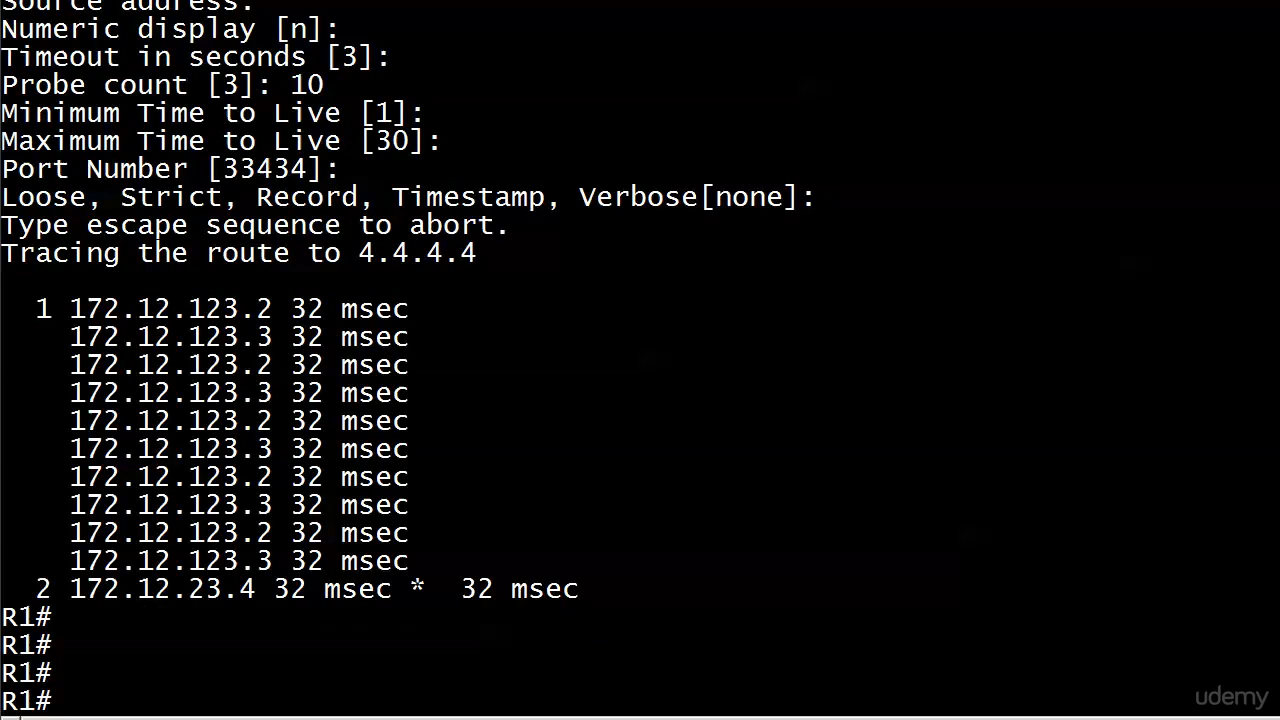 Source address:
Numeric display [n]:
Timeout in seconds [3]:
Probe count [3]: 10
Minimum Time to Live [1]:
Maximum Time to Live [30]:
Port Number [33434]:
Loose, Strict, Record, Timestamp, Verbose[none]:
Type escape sequence to abort.
Tracing the route to 4.4.4.4
1 172.12.123.2 32 msec
172.12.123.3 32 msec
172.12.123.2 32 msec
172.12.123.3 32 msec
172.12.123.2 32 msec
172.12.123.3 32 msec
172.12.123.2 32 msec
172.12.123.3 32 msec
172.12.123.2 32 msec
172.12.123.3 32 msec
2 172.12.23.4 32 msec *  32 msec
R1#
R1#
R1#
R1#
udemy